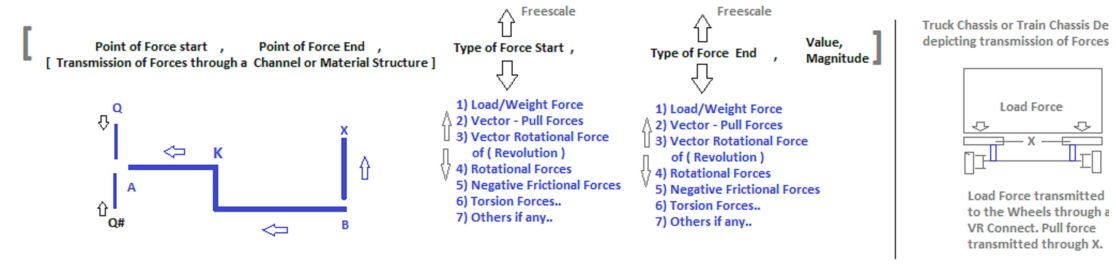 Freescale
Freescale
[ Point of Force start , Point of Force End , Type of Force Start , Type of Force End , Value, Magnitude ]
[ Transmission of Forces through a Channel or Material Structure ]
1) Load/Weight Force
2) Vector - Pull Forces
3) Vector Rotational Force
of ( Revolution )
4) Rotational Forces
5) Negative Frictional Forces
6) Torsion Forces..
7) Others if any..
1) Load/Weight Force
2) Vector - Pull Forces
3) Vector Rotational Force
of ( Revolution )
4) Rotational Forces
5) Negative Frictional Forces
6) Torsion Forces..
7) Others if any..
Q
K
X
A
Q#
B
Truck Chassis or Train Chassis De
depicting transmission of Forces
Load Force
X
Load Force transmitted
to the Wheels through a
VR Connect. Pull force
transmitted through X.